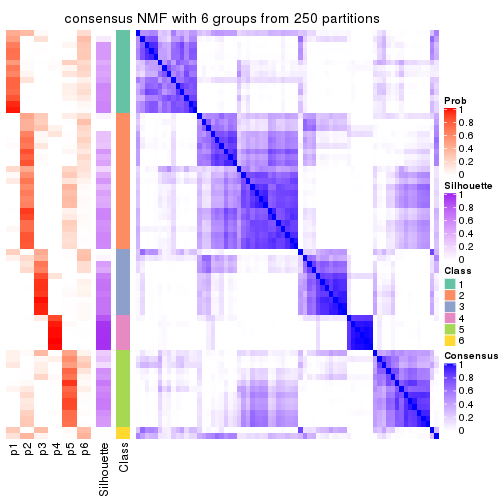 consensus NMF with 6 groups from 250 partitions
Prob
1
0.8
0.6
0.4
0.2
0
Silhouette
1
0.8
0.6
0.4
0.2
0
Class
1
2
3
4
5
6
Consensus
1
0.8
0.6
0.4
0.2
0
p1
p2
p3
p4
p5
p6
Silhouette
Class